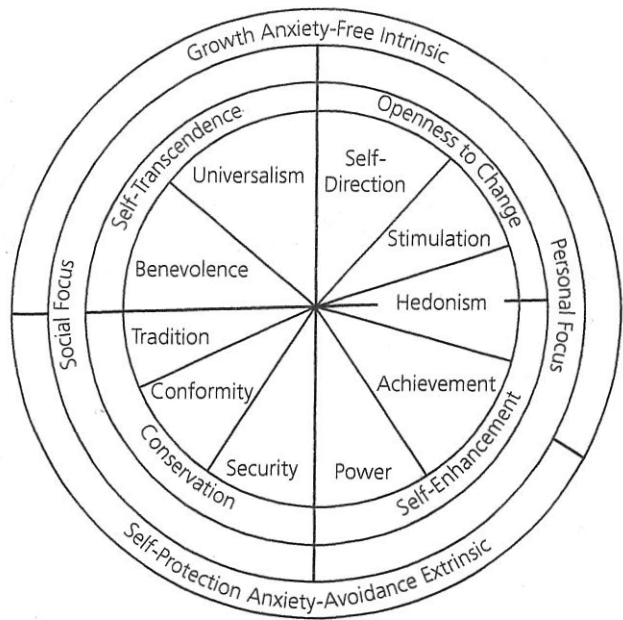 Growth Anxiety-Free Intrinsic
Self-Transcendence
Openness to Change
Universalism
Self-
Direction
Stimulation
Benevolence
Hedonism
Social Focus
Personal Focus
Tradition
Conformity
Achievement
Security
Power
Conservation
Self-Enhancement
Self-Protection Anxiety-Avoidance Extrinsic